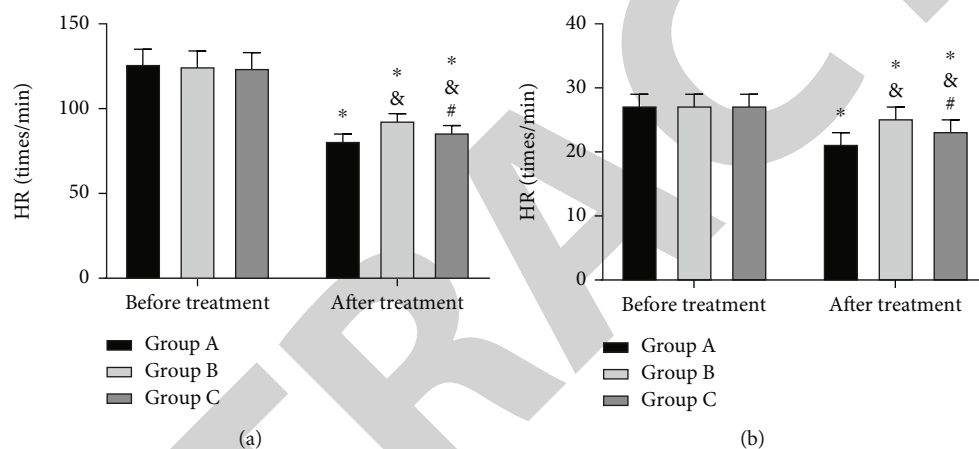 150
100
50
0
HR (times/min)
*
*
&
*
&
#
Before treatment
After treatment
Group A
Group B
Group C
(a)
40
30
20
10
0
HR (times/min)
*
*
&
*
&
#
Before treatment
After treatment
Group A
Group B
Group C
(b)
TRAC